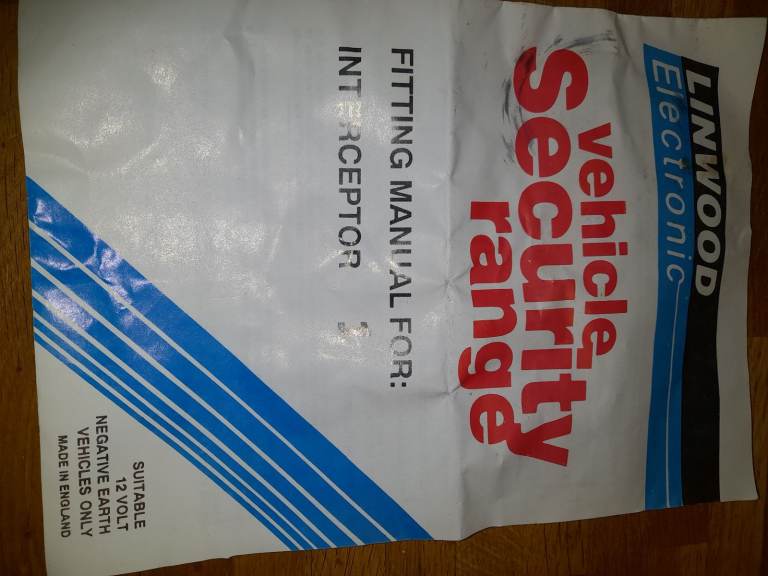 LINWOOD
Electronic
vehicle
Security
range
FITTING MANUAL FOR:
INTERCEPTOR
SUITABLE
12 VOLT
NEGATIVE EARTH
VEHICLES ONLY
MADE IN ENGLAND